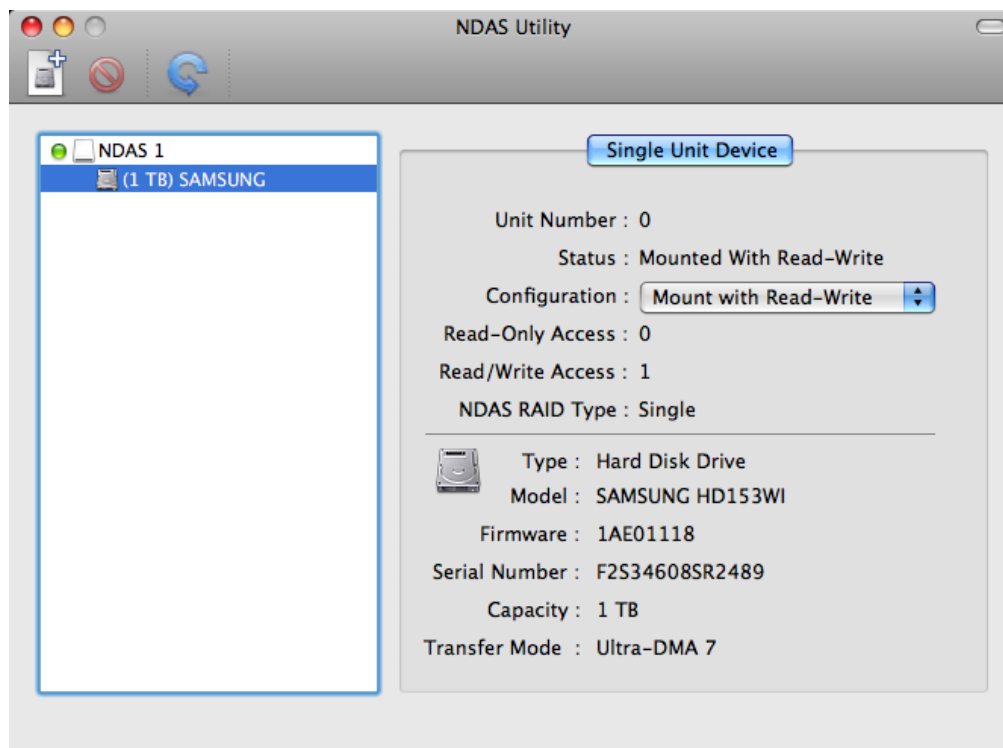 NDAS Utility
NDAS 1
(1 TB) SAMSUNG
Single Unit Device
Unit Number : 0
Status : Mounted With Read-Write
Configuration : Mount with Read-Write
Read-Only Access : 0
Read/Write Access : 1
NDAS RAID Type : Single
Type : Hard Disk Drive
Model : SAMSUNG HD153WI
Firmware : 1AE01118
Serial Number : F2S34608SR2489
Capacity : 1 TB
Transfer Mode : Ultra-DMA 7